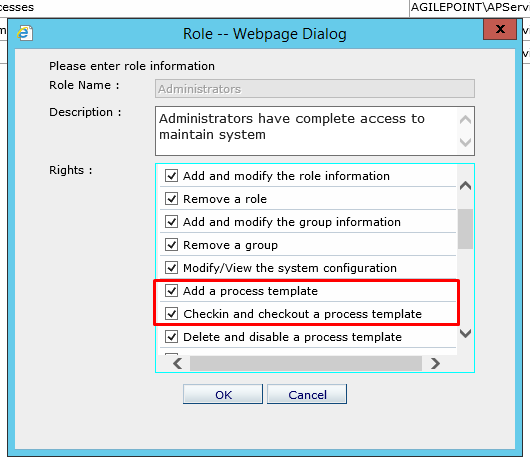 cesses
AGILEPOINT\APServi
Role -- Webpage Dialog
x
Please enter role information
Role Name :
Administrators
Description :
Administrators have complete access to
maintain system
Rights :
Add and modify the role information
Remove a role
Add and modify the group information
Remove a group
Modify/View the system configuration
Add a process template
Checkin and checkout a process template
Delete and disable a process template
OK
Cancel